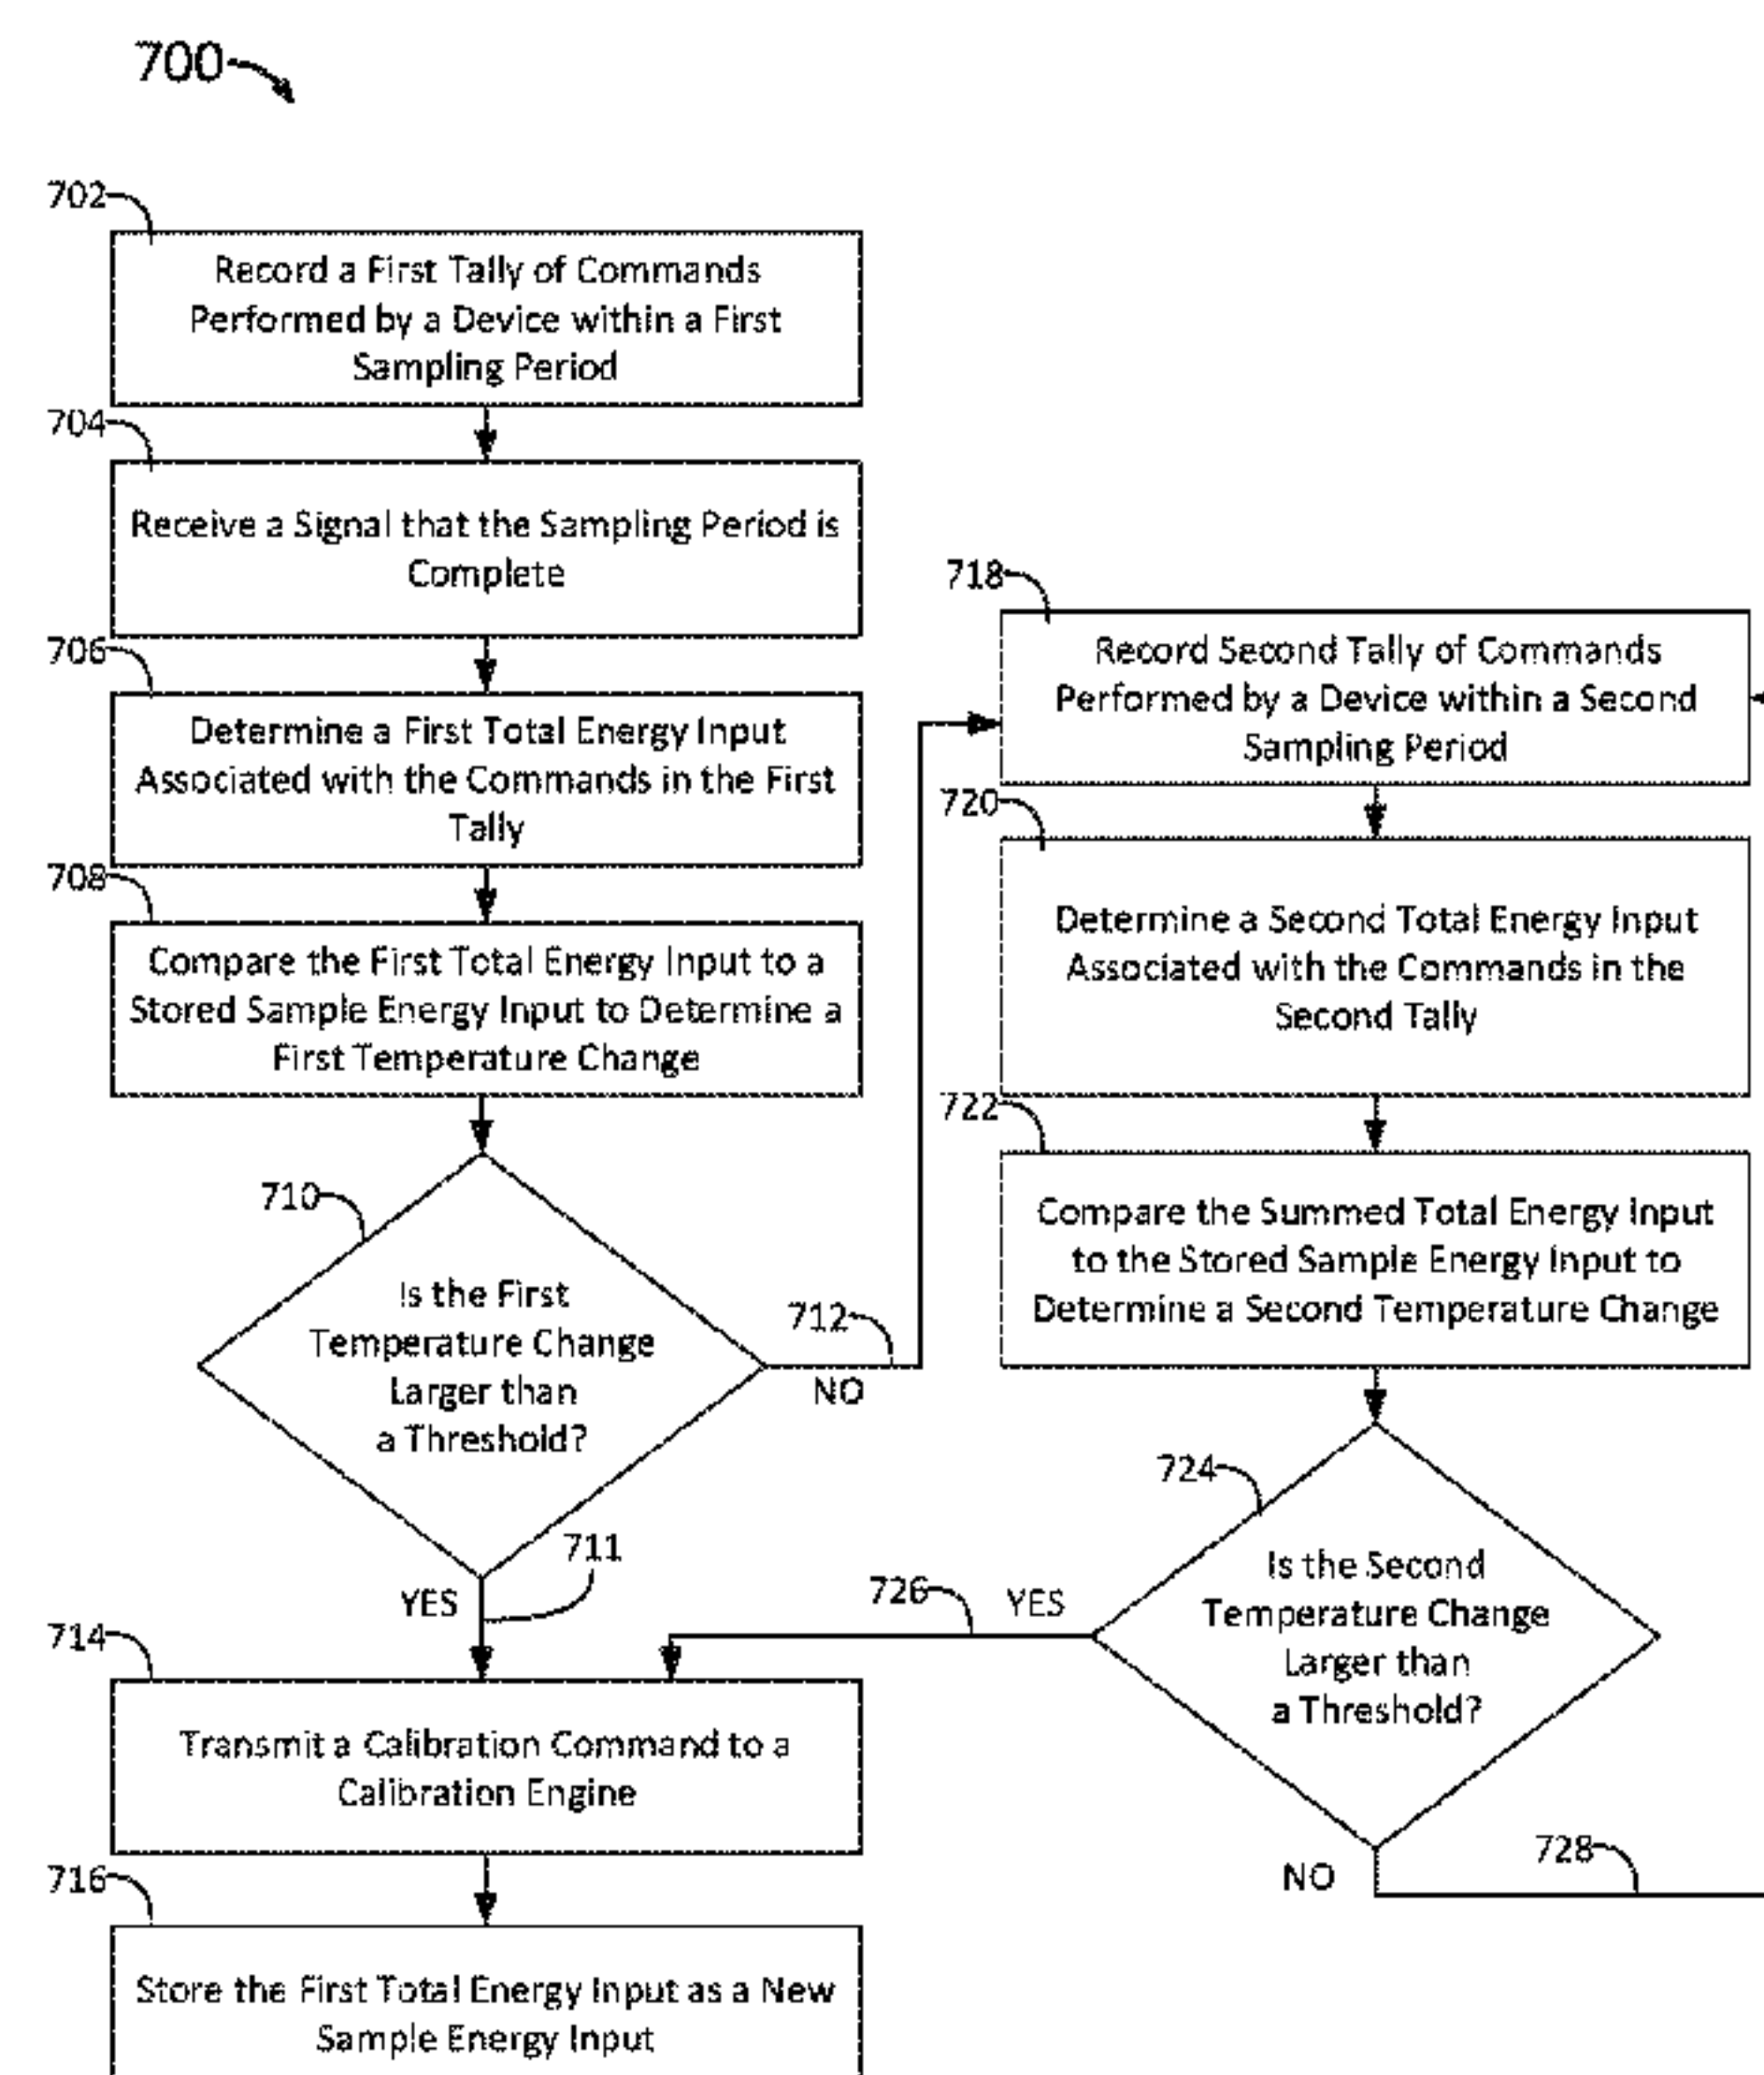 700
702
Record a First Tally of Commands
Performed by a Device within a First
Sampling Period
704
Receive a Signal that the Sampling Period is
Complete
706
Determine a First Total Energy Input
Associated with the Commands in the First
Tally
708
Compare the First Total Energy Input to a
Stored Sample Energy Input to Determine a
First Temperature Change
710
Is the First
Temperature Change
Larger than
a Threshold?
712
NO
711
YES
714
Transmit a Calibration Command to a
Calibration Engine
716
Store the First Total Energy Input as a New
Sample Energy Input
718
Record Second Tally of Commands
Performed by a Device within a Second
Sampling Period
720
Determine a Second Total Energy Input
Associated with the Commands in the
Second Tally
722
Compare the Summed Total Energy Input
to the Stored Sample Energy Input to
Determine a Second Temperature Change
724
Is the Second
Temperature Change
Larger than
a Threshold?
726
YES
728
NO